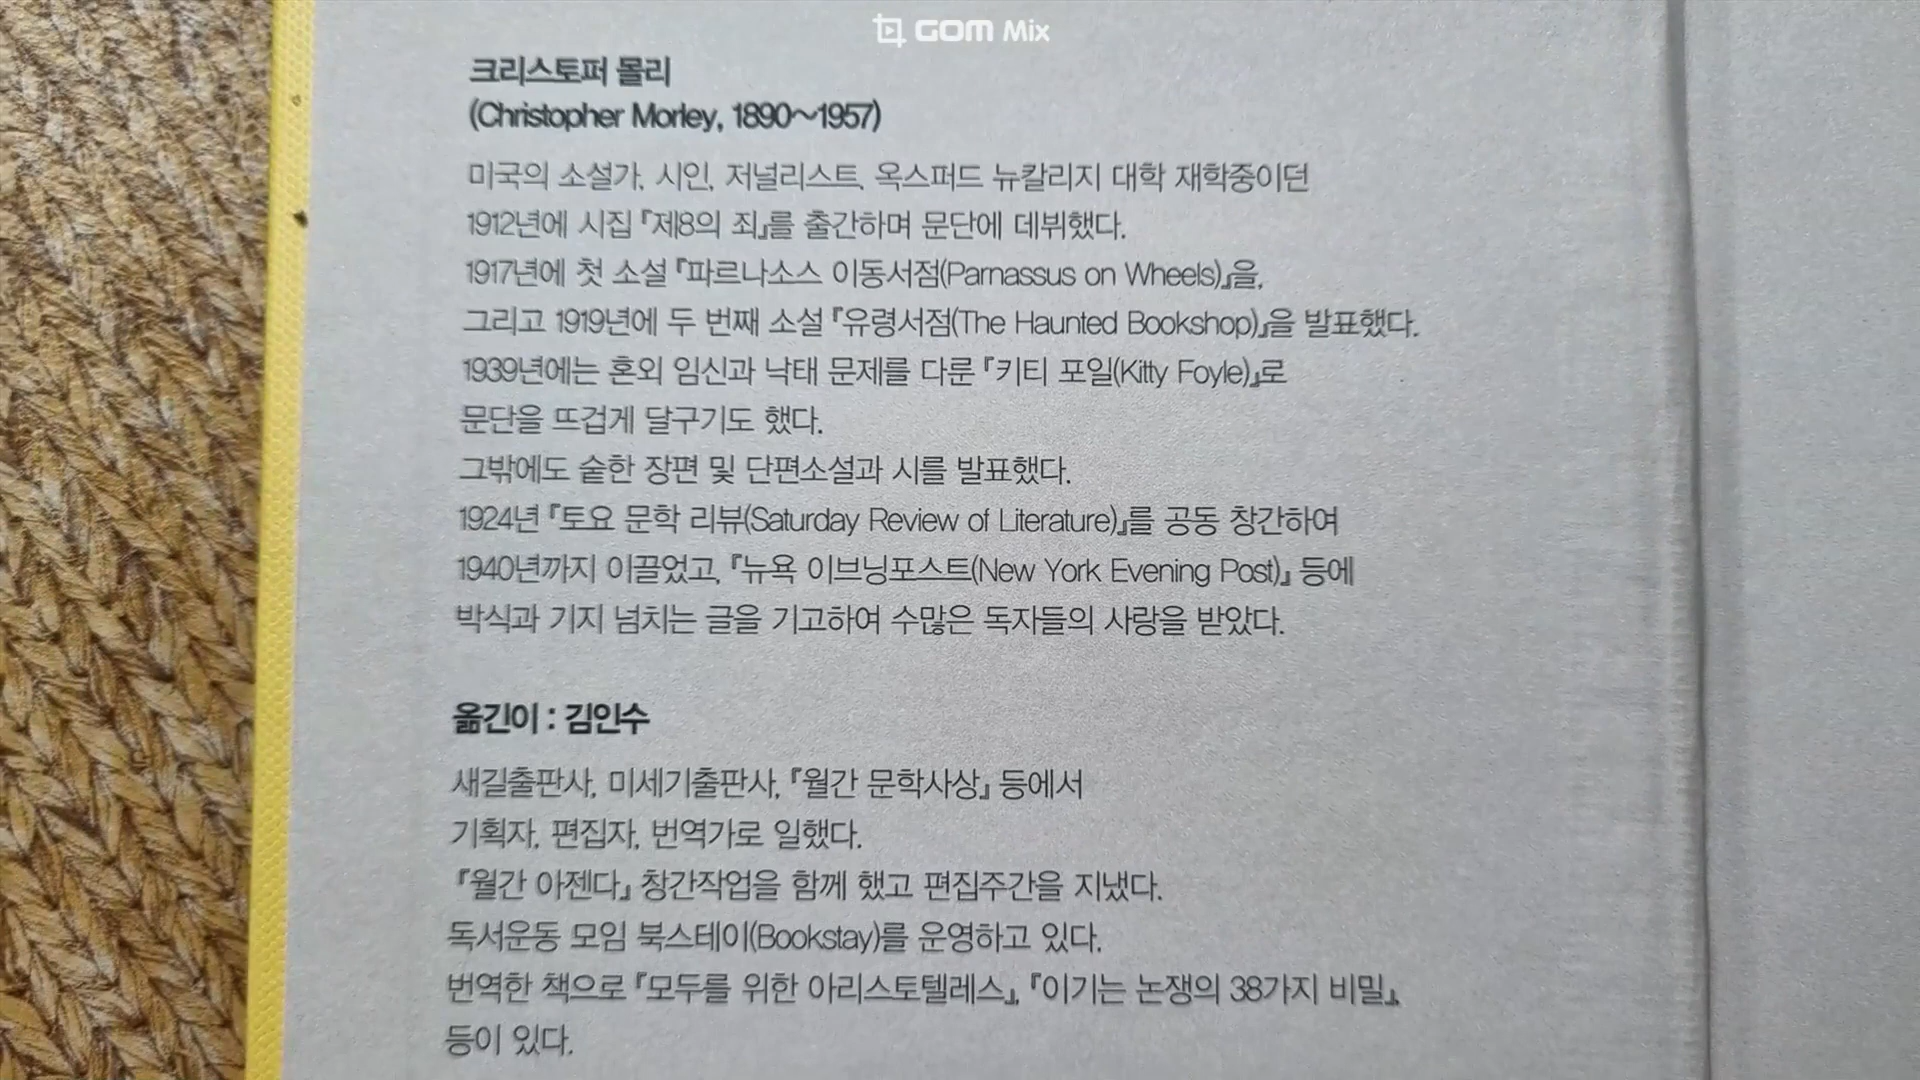 GOM Mix
크리스토퍼 몰리
(Christopher Morley, 1890~1957)
미국의 소설가, 시인, 저널리스트, 옥스퍼드 뉴칼리지 대학 재학중이던
1912년에 시집 『제8의 죄』를 출간하며 문단에 데뷔했다.
1917년에 첫 소설 『파르나소스 이동서점(Parnassus on Wheels)』을,
그리고 1919년에 두 번째 소설 『유령서점(The Haunted Bookshop)』을 발표했다.
1939년에는 혼외 임신과 낙태 문제를 다룬 『키티 포일(Kitty Foyle)』로
문단을 뜨겁게 달구기도 했다.
그밖에도 숱한 장편 및 단편소설과 시를 발표했다.
1924년 『토요 문학 리뷰(Saturday Review of Literature)』를 공동 창간하여
1940년까지 이끌었고, 『뉴욕 이브닝포스트(New York Evening Post)』 등에
박식과 기지 넘치는 글을 기고하여 수많은 독자들의 사랑을 받았다.
옮긴이 : 김인수
새길출판사, 미세기출판사, 『월간 문학사상』 등에서
기획자, 편집자, 번역가로 일했다.
『월간 아젠다』 창간작업을 함께 했고 편집주간을 지냈다.
독서운동 모임 북스테이(Bookstay)를 운영하고 있다.
번역한 책으로 『모두를 위한 아리스토텔레스』, 『이기는 논쟁의 38가지 비밀』,
등이 있다.